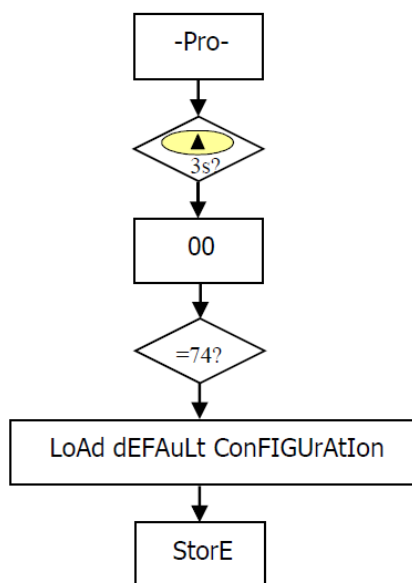 -Pro-
▲
3s?
00
=74?
LoAd dEFAuLt ConFIGUrAtIon
StorE